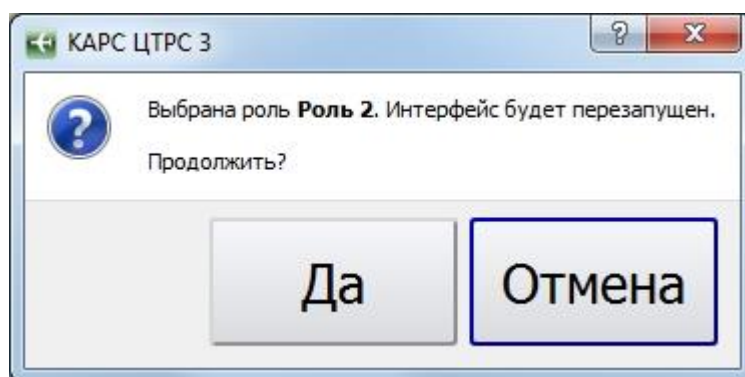 КАРС ЦТРС 3
Выбрана роль Роль 2. Интерфейс будет перезапущен.
Продолжить?
Да
Отмена